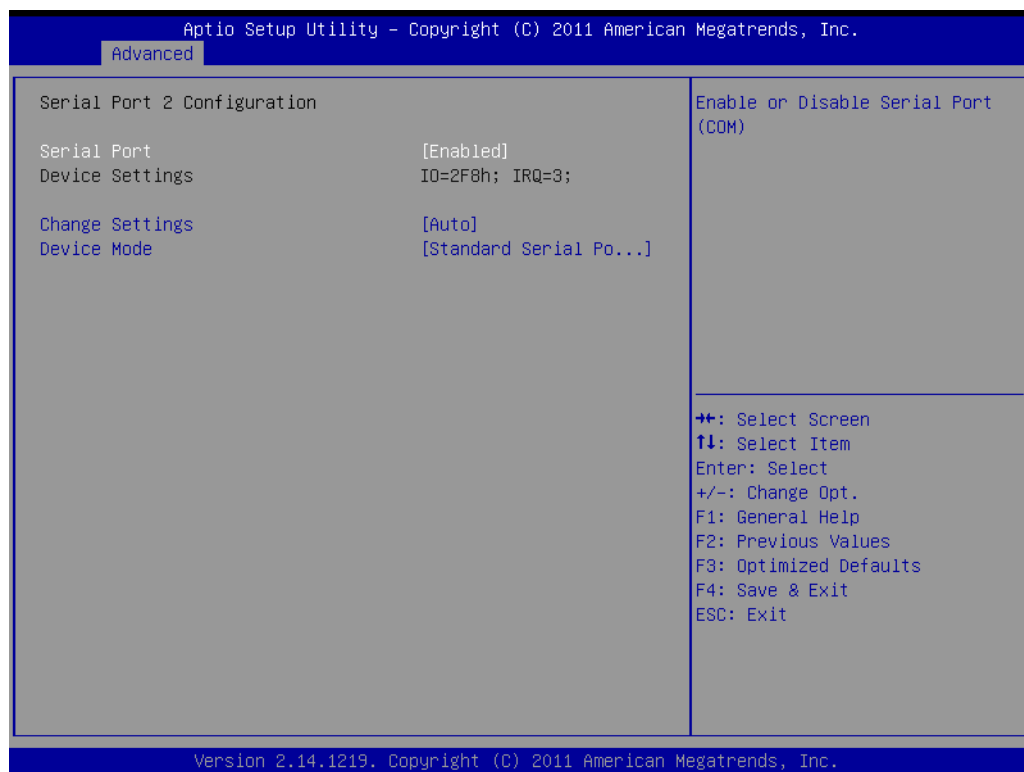 Aptio Setup Utility – Copyright (C) 2011 American Megatrends, Inc.
Advanced
Serial Port 2 Configuration
Serial Port [Enabled]
Device Settings IO=2F8h; IRQ=3;
Change Settings [Auto]
Device Mode [Standard Serial Po...]
Enable or Disable Serial Port
(COM)
→←: Select Screen
↑↓: Select Item
Enter: Select
+/-: Change Opt.
F1: General Help
F2: Previous Values
F3: Optimized Defaults
F4: Save & Exit
ESC: Exit
Version 2.14.1219. Copyright (C) 2011 American Megatrends, Inc.